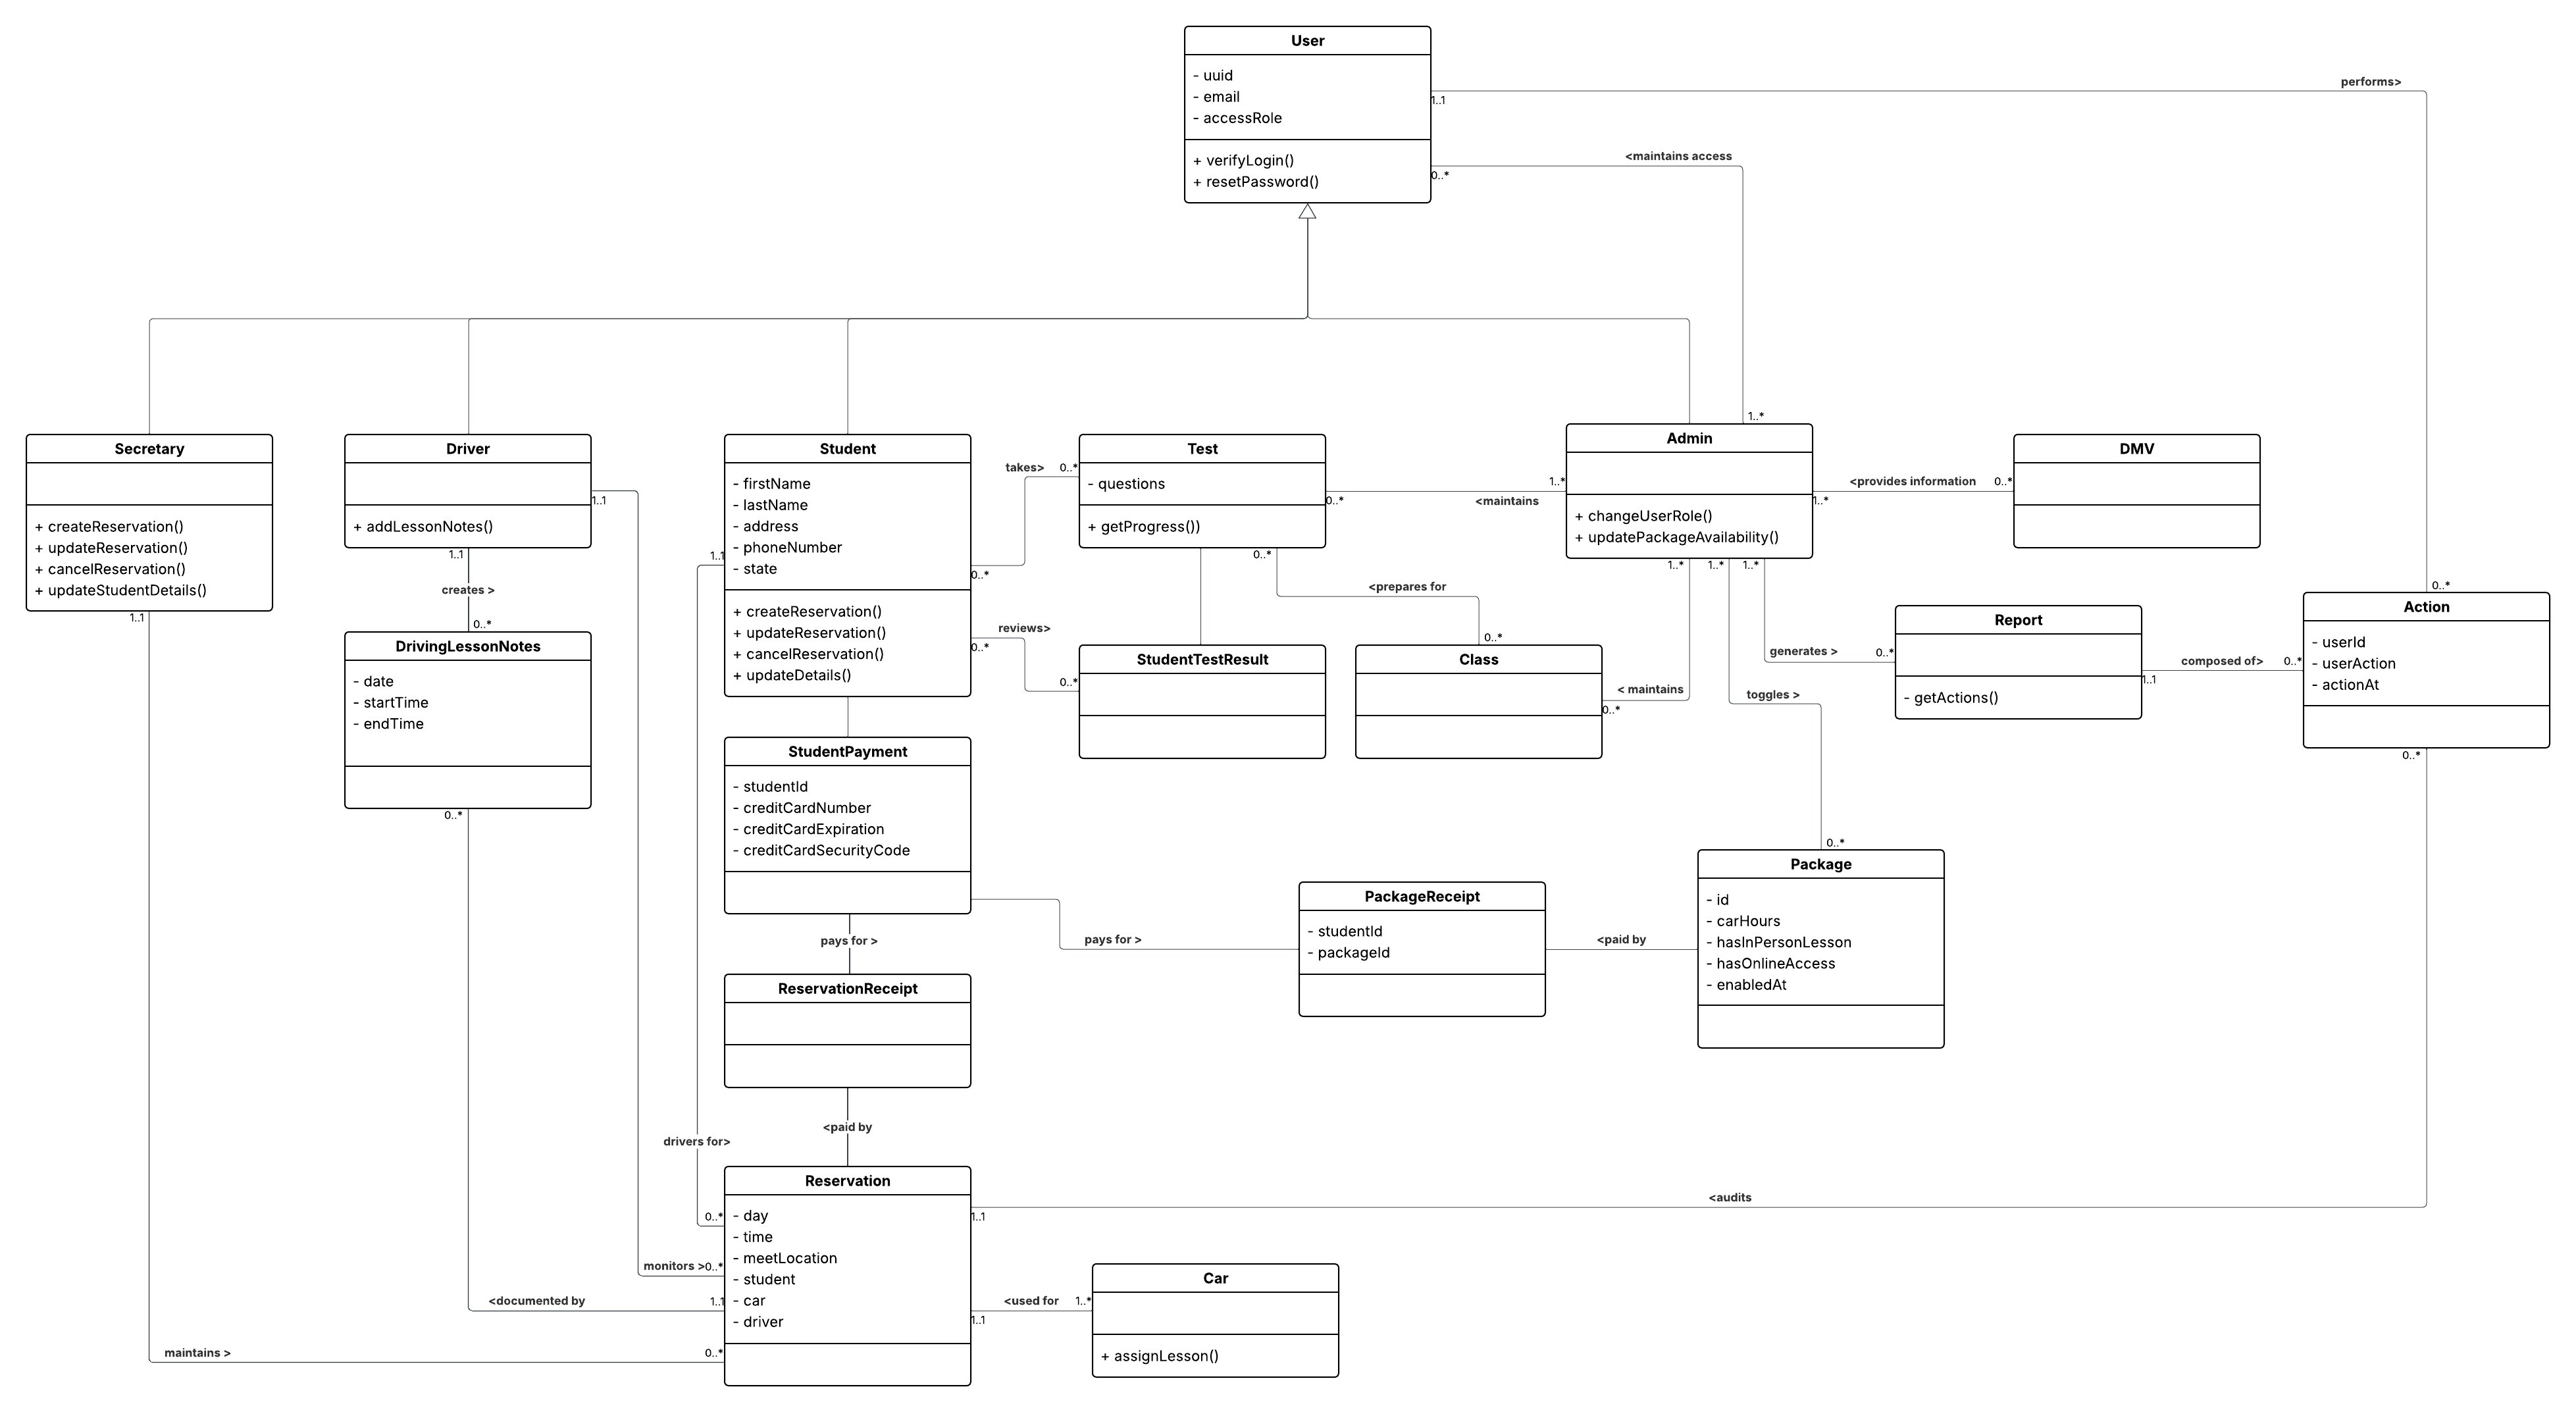 User
- uuid
- email
- accessRole
+ verifyLogin()
+ resetPassword()
performs>
1..1
<maintains access
0..*
1..*
Secretary
+ createReservation()
+ updateReservation()
+ cancelReservation()
+ updateStudentDetails()
1..1
Driver
+ addLessonNotes()
1..1
1..1
creates >
0..*
DrivingLessonNotes
- date
- startTime
- endTime
0..*
Student
- firstName
- lastName
- address
- phoneNumber
- state
+ createReservation()
+ updateReservation()
+ cancelReservation()
+ updateDetails()
1..1
takes>
0..*
0..*
reviews>
0..*
0..*
Test
- questions
+ getProgress())
0..*
<maintains
1..*
0..*
<prepares for
0..*
StudentTestResult
Class
< maintains
0..*
Admin
+ changeUserRole()
+ updatePackageAvailability()
1..*
1..*
1..*
1..*
<provides information
0..*
DMV
generates >
0..*
toggles >
0..*
Report
- getActions()
composed of>
0..*
1..1
0..*
Action
- userId
- userAction
- actionAt
0..*
StudentPayment
- studentId
- creditCardNumber
- creditCardExpiration
- creditCardSecurityCode
pays for >
pays for >
PackageReceipt
- studentId
- packageId
<paid by
Package
- id
- carHours
- hasInPersonLesson
- hasOnlineAccess
- enabledAt
ReservationReceipt
<paid by
drivers for>
0..*
monitors >
0..*
<documented by
1..1
maintains >
0..*
Reservation
- day
- time
- meetLocation
- student
- car
- driver
1..1
<audits
<used for
1..*
1..1
Car
+ assignLesson()